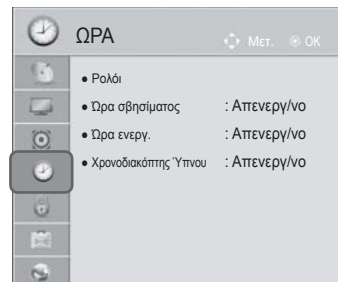 ΩΡΑ Μετ. OK
• Ρολόι
• Ώρα σβησίματος : Απενεργ/νο
• Ώρα ενεργ. : Απενεργ/νο
• Χρονοδιακόπτης Ύπνου : Απενεργ/νο